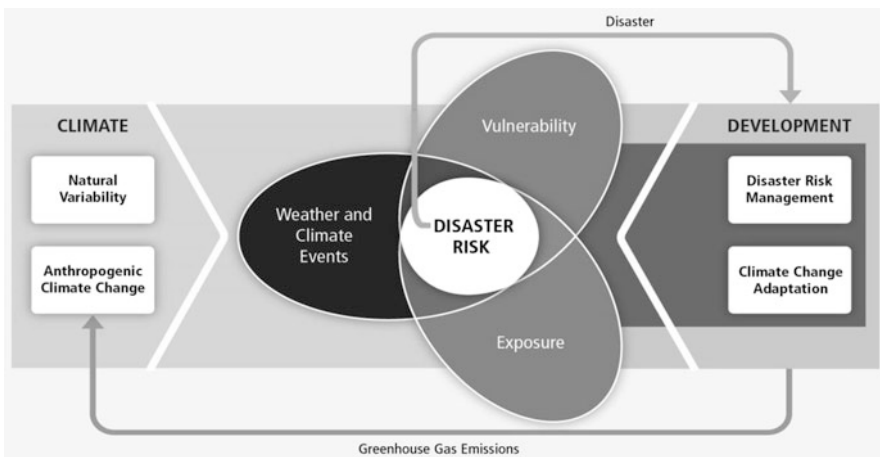 Disaster
CLIMATE
Natural
Variability
Anthropogenic
Climate Change
Weather and
Climate
Events
Vulnerability
DISASTER
RISK
Exposure
DEVELOPMENT
Disaster Risk
Management
Climate Change
Adaptation
Greenhouse Gas Emissions